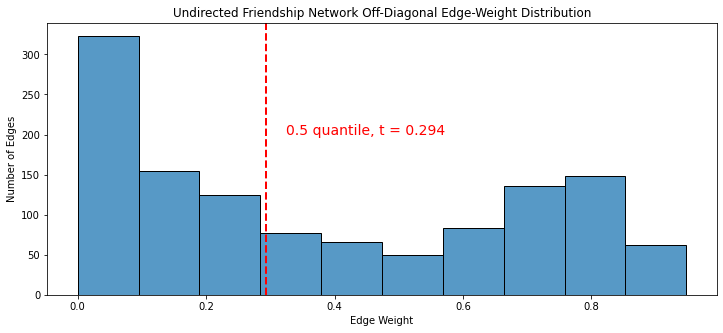 Undirected Friendship Network Off-Diagonal Edge-Weight Distribution
300
250
200
150
100
50
0
Number of Edges
0.5 quantile, t = 0.294
0.0 0.2 0.4 0.6 0.8
Edge Weight